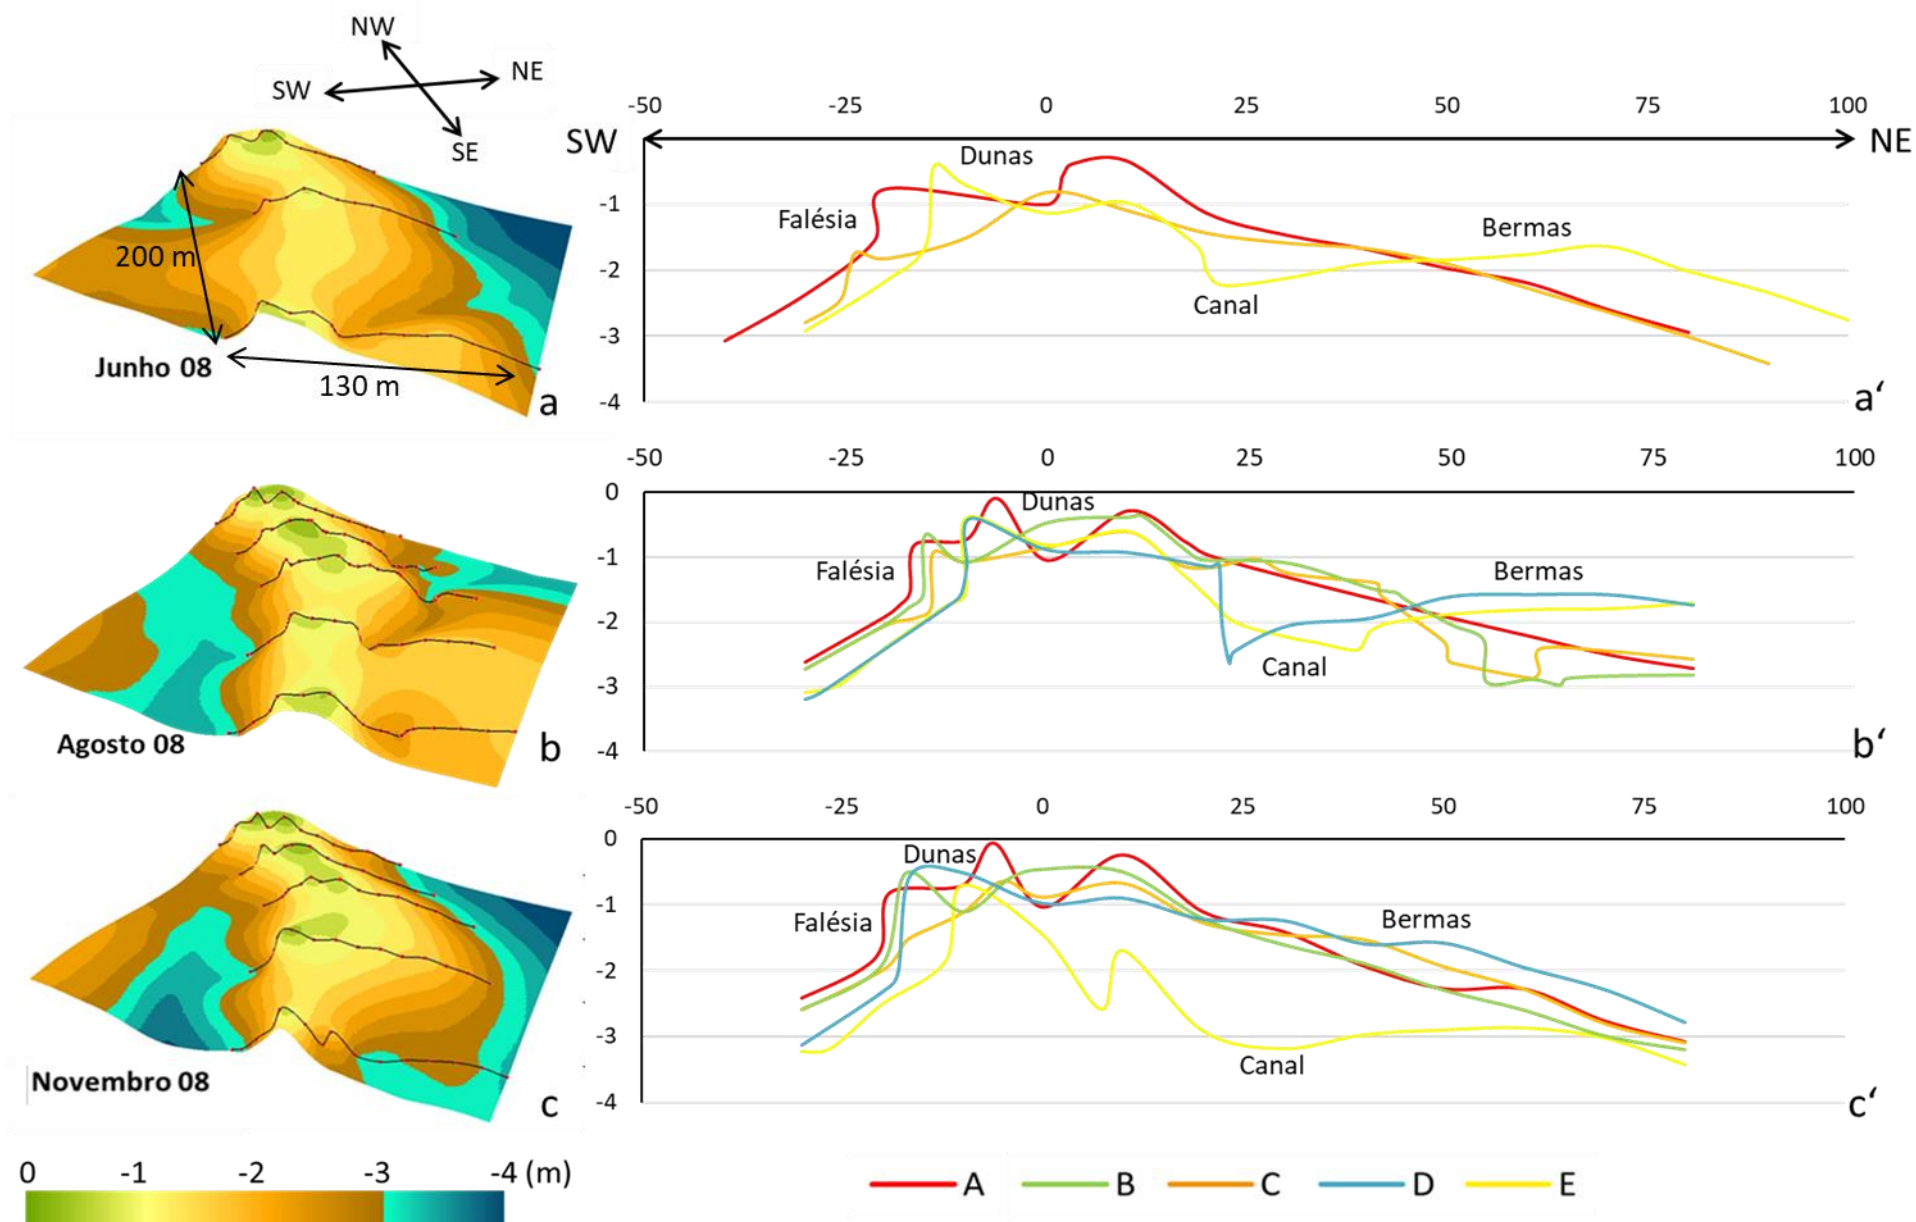 NW
NE
SW
SE
200 m
130 m
Junho 08
a
-50 -25 0 25 50 75 100
SW NE
Dunas
Falésia
Bermas
Canal
-1
-2
-3
-4
a‘
Agosto 08
b
-50 -25 0 25 50 75 100
0
Dunas
Falésia
Bermas
Canal
-1
-2
-3
-4
b‘
Novembro 08
c
-50 -25 0 25 50 75 100
0
Dunas
Falésia
Bermas
Canal
-1
-2
-3
-4
c‘
0 -1 -2 -3 -4 (m)
A B C D E